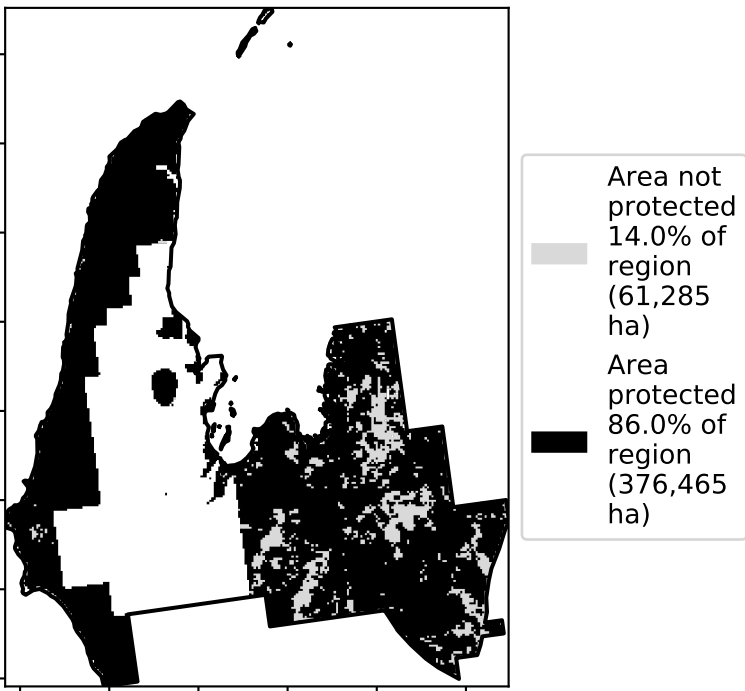 Area not
protected
14.0% of
region
(61,285
ha)
Area
protected
86.0% of
region
(376,465
ha)